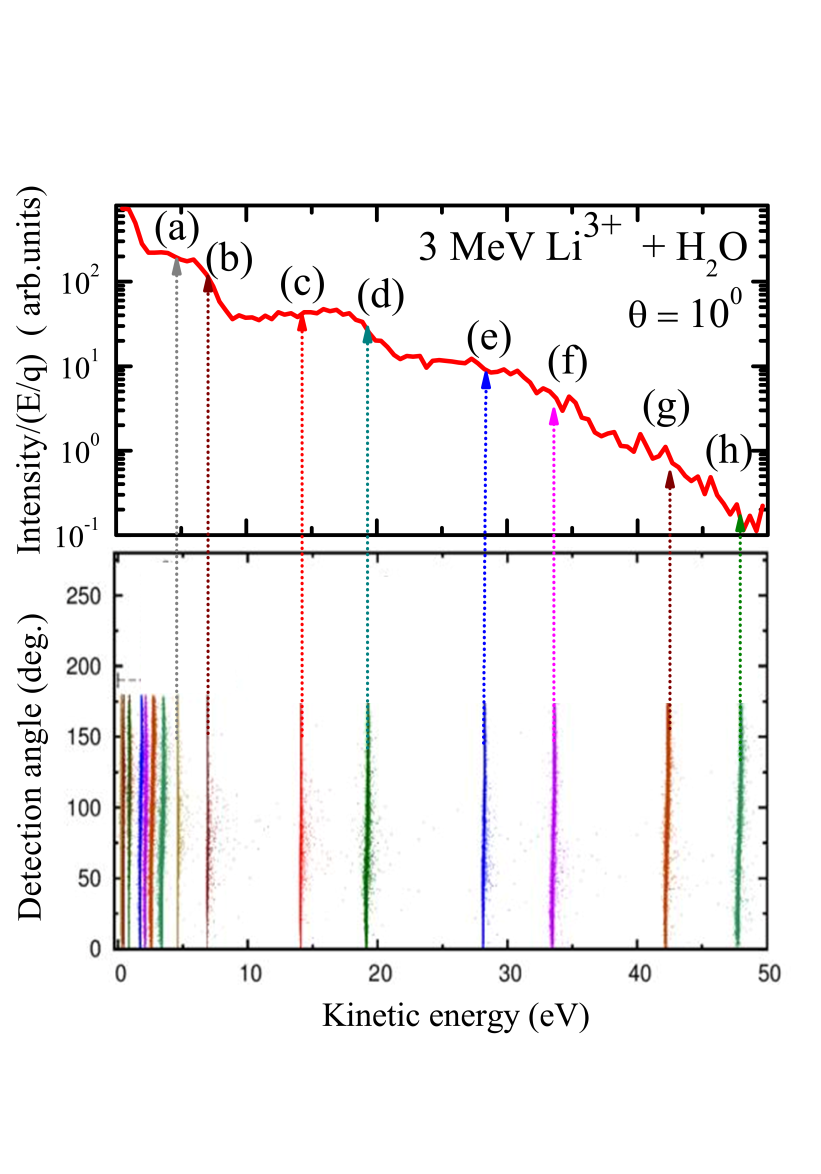 3 MeV Li³⁺ + H₂O
θ = 10⁰
(a)
(b)
(c)
(d)
(e)
(f)
(g)
(h)
Intensity/(E/q) ( arb.units)
10²
10¹
10⁰
10⁻¹
Detection angle (deg.)
250
200
150
100
50
0
0 10 20 30 40 50
Kinetic energy (eV)